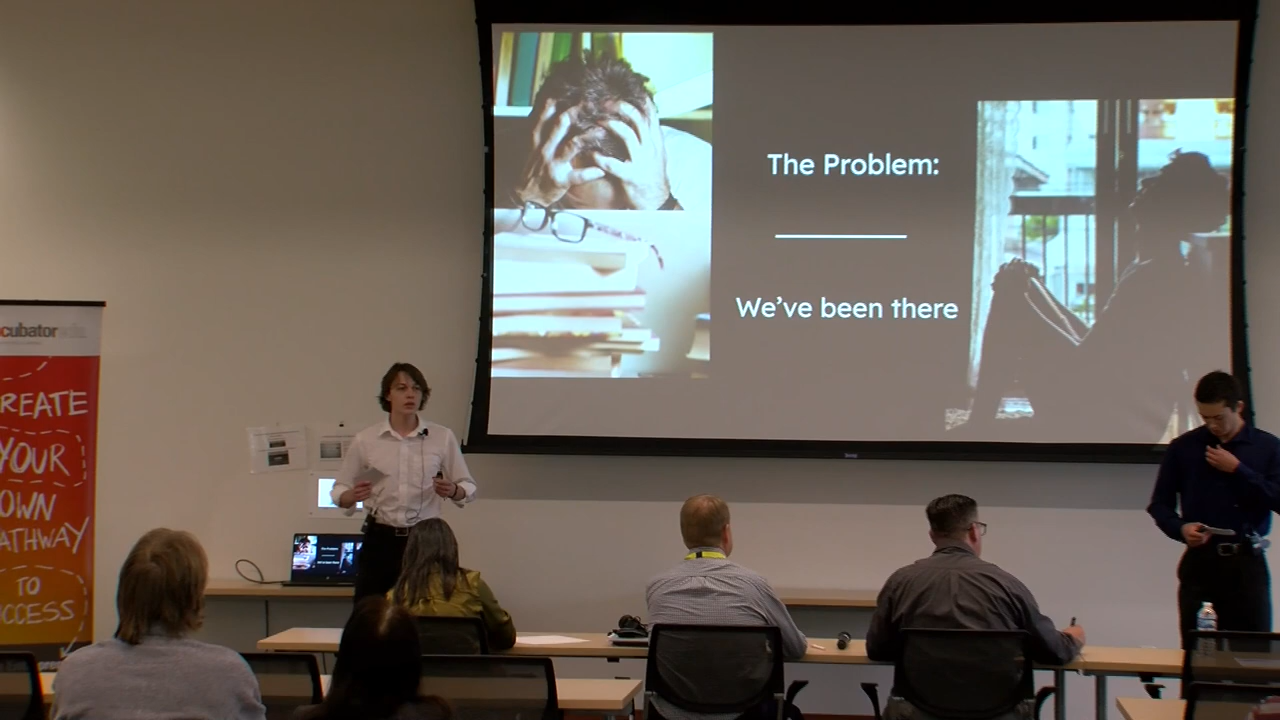 The Problem:
We've been there
cubator
REATE
YOUR
OWN
ATHWAY
TO
CCESS